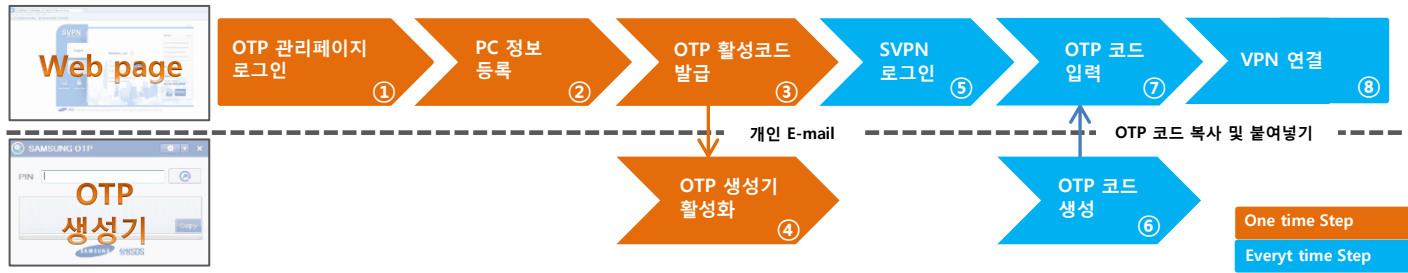 SVPN
Web page
OTP 관리페이지
로그인
①
PC 정보
등록
②
OTP 활성코드
발급
③
SVPN
로그인
⑤
OTP 코드
입력
⑦
VPN 연결
⑧
개인 E-mail
OTP 코드 복사 및 붙여넣기
SAMSUNG OTP
PIN
OTP
생성기
Copy
SAMSUNG 삼성SDS
OTP 생성기
활성화
④
OTP 코드
생성
⑥
One time Step
Everyt time Step